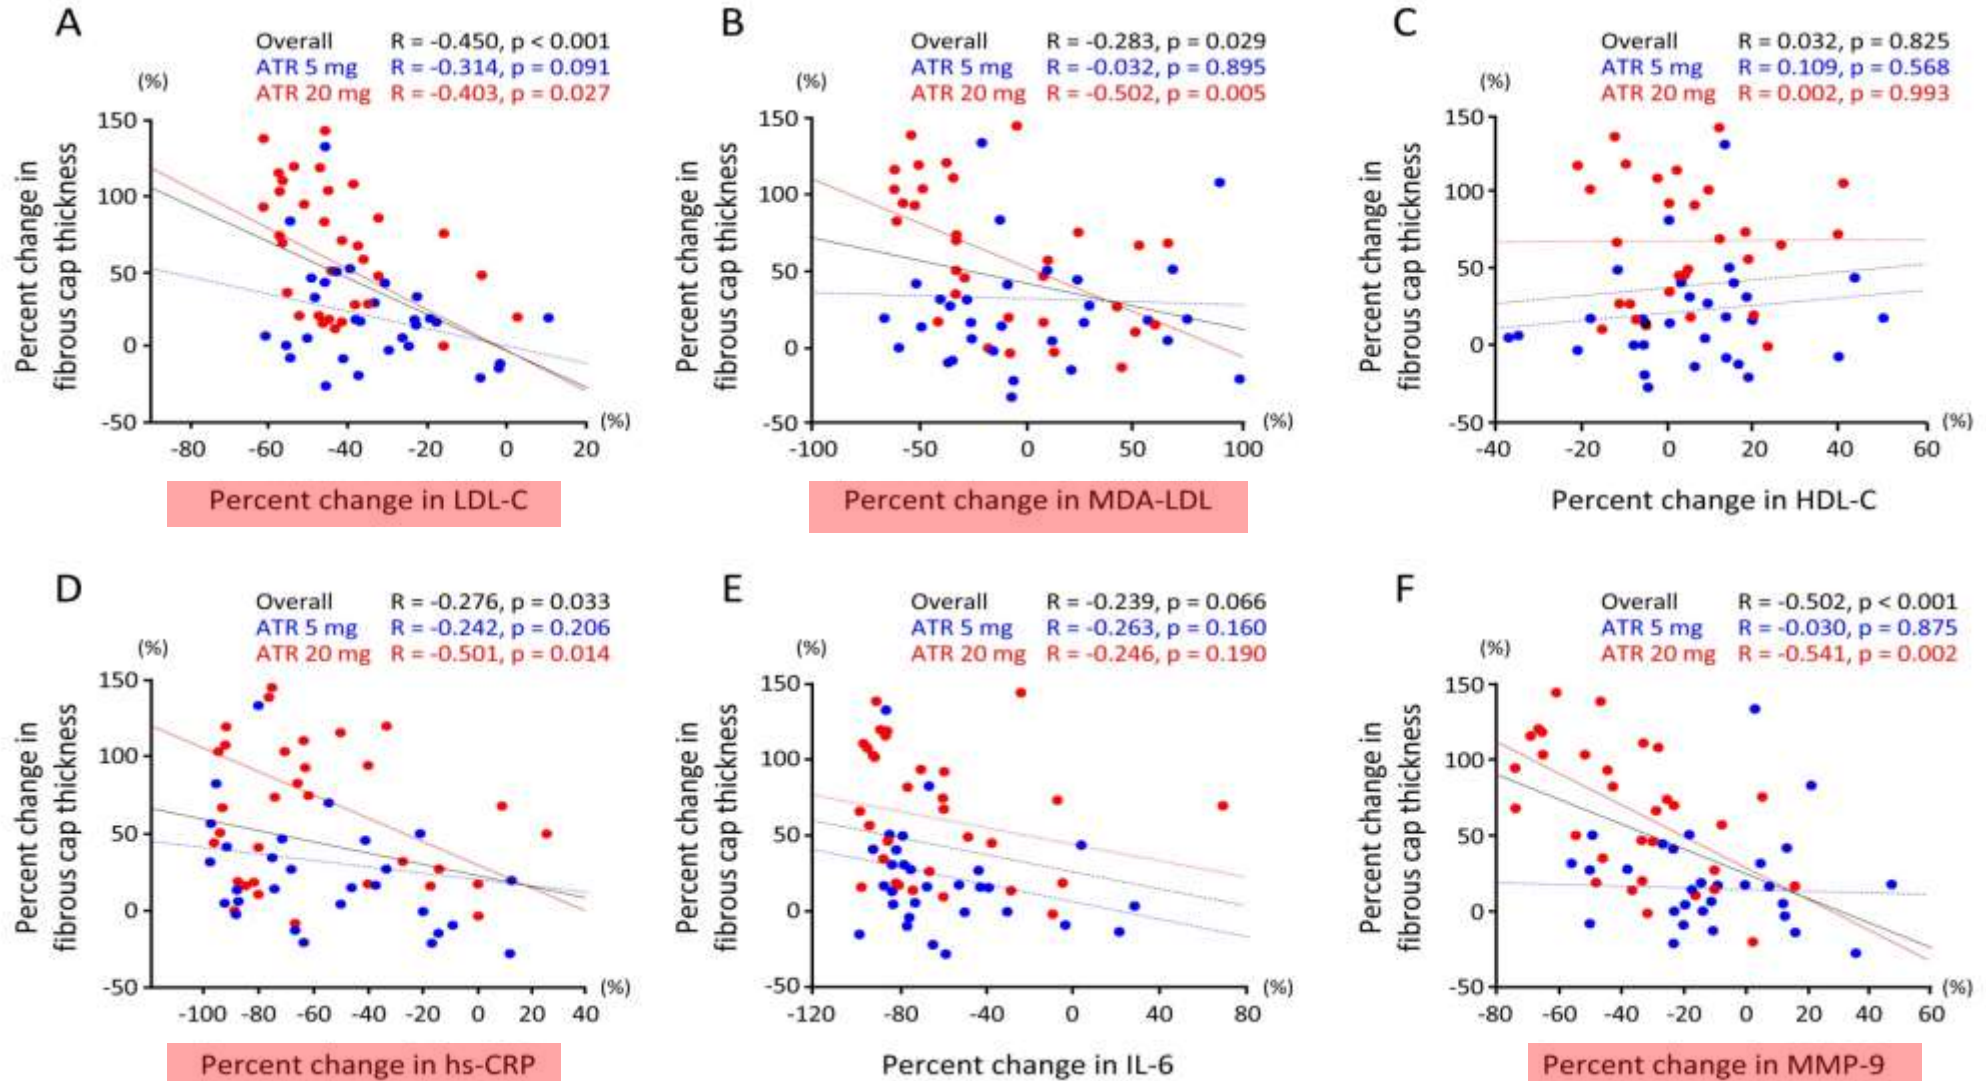 A
Overall R = -0.450, p < 0.001
ATR 5 mg R = -0.314, p = 0.091
ATR 20 mg R = -0.403, p = 0.027
(%)
150
100
50
0
-50
Percent change in
fibrous cap thickness
-80 -60 -40 -20 0 20
(%)
Percent change in LDL-C
B
Overall R = -0.283, p = 0.029
ATR 5 mg R = -0.032, p = 0.895
ATR 20 mg R = -0.502, p = 0.005
(%)
150
100
50
0
-50
Percent change in
fibrous cap thickness
-100 -50 0 50 100
(%)
Percent change in MDA-LDL
C
Overall R = 0.032, p = 0.825
ATR 5 mg R = 0.109, p = 0.568
ATR 20 mg R = 0.002, p = 0.993
(%)
150
100
50
0
-50
Percent change in
fibrous cap thickness
-40 -20 0 20 40 60
(%)
Percent change in HDL-C
D
Overall R = -0.276, p = 0.033
ATR 5 mg R = -0.242, p = 0.206
ATR 20 mg R = -0.501, p = 0.014
(%)
150
100
50
0
-50
Percent change in
fibrous cap thickness
-100 -80 -60 -40 -20 0 20 40
(%)
Percent change in hs-CRP
E
Overall R = -0.239, p = 0.066
ATR 5 mg R = -0.263, p = 0.160
ATR 20 mg R = -0.246, p = 0.190
(%)
150
100
50
0
-50
Percent change in
fibrous cap thickness
-120 -80 -40 0 40 80
(%)
Percent change in IL-6
F
Overall R = -0.502, p < 0.001
ATR 5 mg R = -0.030, p = 0.875
ATR 20 mg R = -0.541, p = 0.002
(%)
150
100
50
0
-50
Percent change in
fibrous cap thickness
-80 -60 -40 -20 0 20 40 60
(%)
Percent change in MMP-9